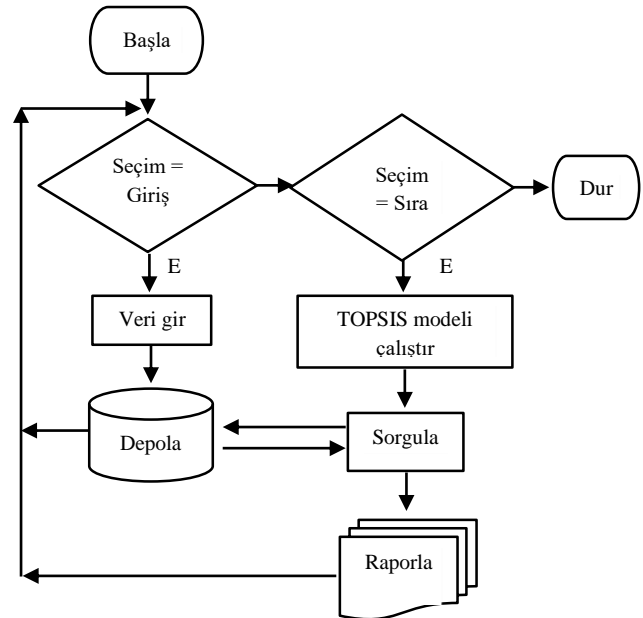 Başla
Seçim =
Giriş
Seçim
= Sıra
Dur
E
E
Veri gir
TOPSIS modeli
çalıştır
Depola
Sorgula
Raporla